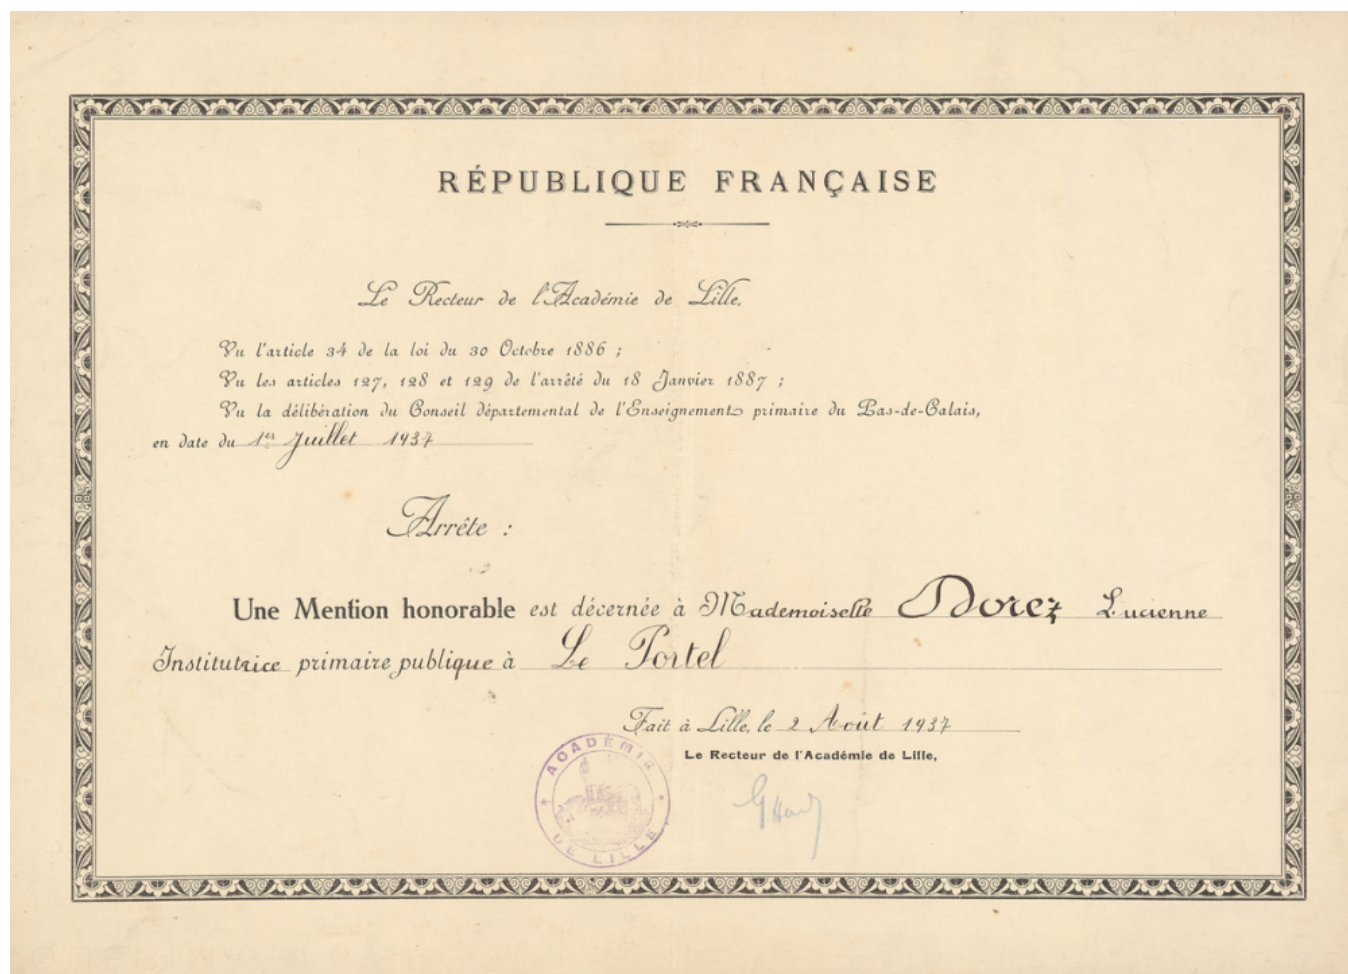 RÉPUBLIQUE FRANÇAISE
Le Recteur de l'Académie de Lille,
Vu l'article 34 de la loi du 30 Octobre 1886 ;
Vu les articles 127, 128 et 129 de l'arrêté du 18 Janvier 1887 ;
Vu la délibération du Conseil départemental de l'Enseignement primaire du Pas-de-Calais,
en date du 1er Juillet 1937
Arrête :
Une Mention honorable est décernée à Mademoiselle Dorez Lucienne
Institutrice primaire publique à Le Portel
Fait à Lille, le 2 Août 1937
Le Recteur de l'Académie de Lille,
ACADÉMIE
DE LILLE